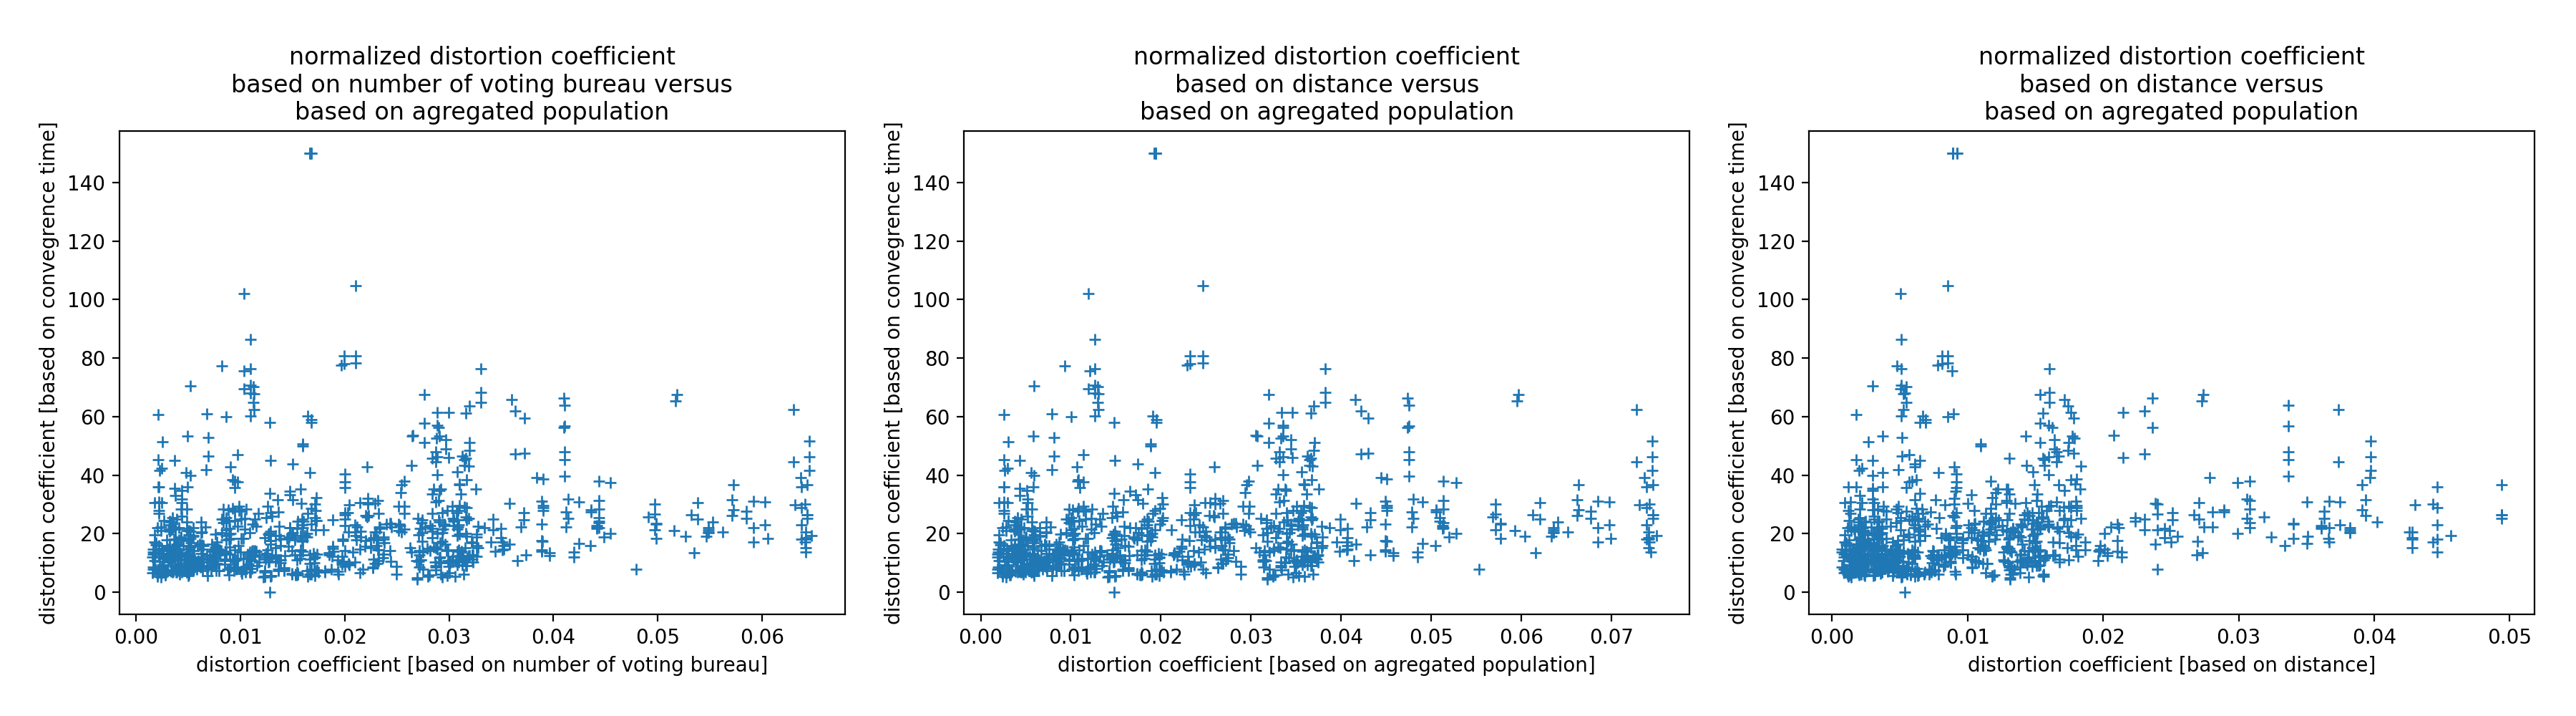 normalized distortion coefficient
based on number of voting bureau versus
based on agregated population
distortion coefficient [based on convegrence time]
140
120
100
80
60
40
20
0
0.00 0.01 0.02 0.03 0.04 0.05 0.06
distortion coefficient [based on number of voting bureau]
normalized distortion coefficient
based on distance versus
based on agregated population
distortion coefficient [based on convegrence time]
140
120
100
80
60
40
20
0
0.00 0.01 0.02 0.03 0.04 0.05 0.06 0.07
distortion coefficient [based on agregated population]
normalized distortion coefficient
based on distance versus
based on agregated population
distortion coefficient [based on convegrence time]
140
120
100
80
60
40
20
0
0.00 0.01 0.02 0.03 0.04 0.05
distortion coefficient [based on distance]